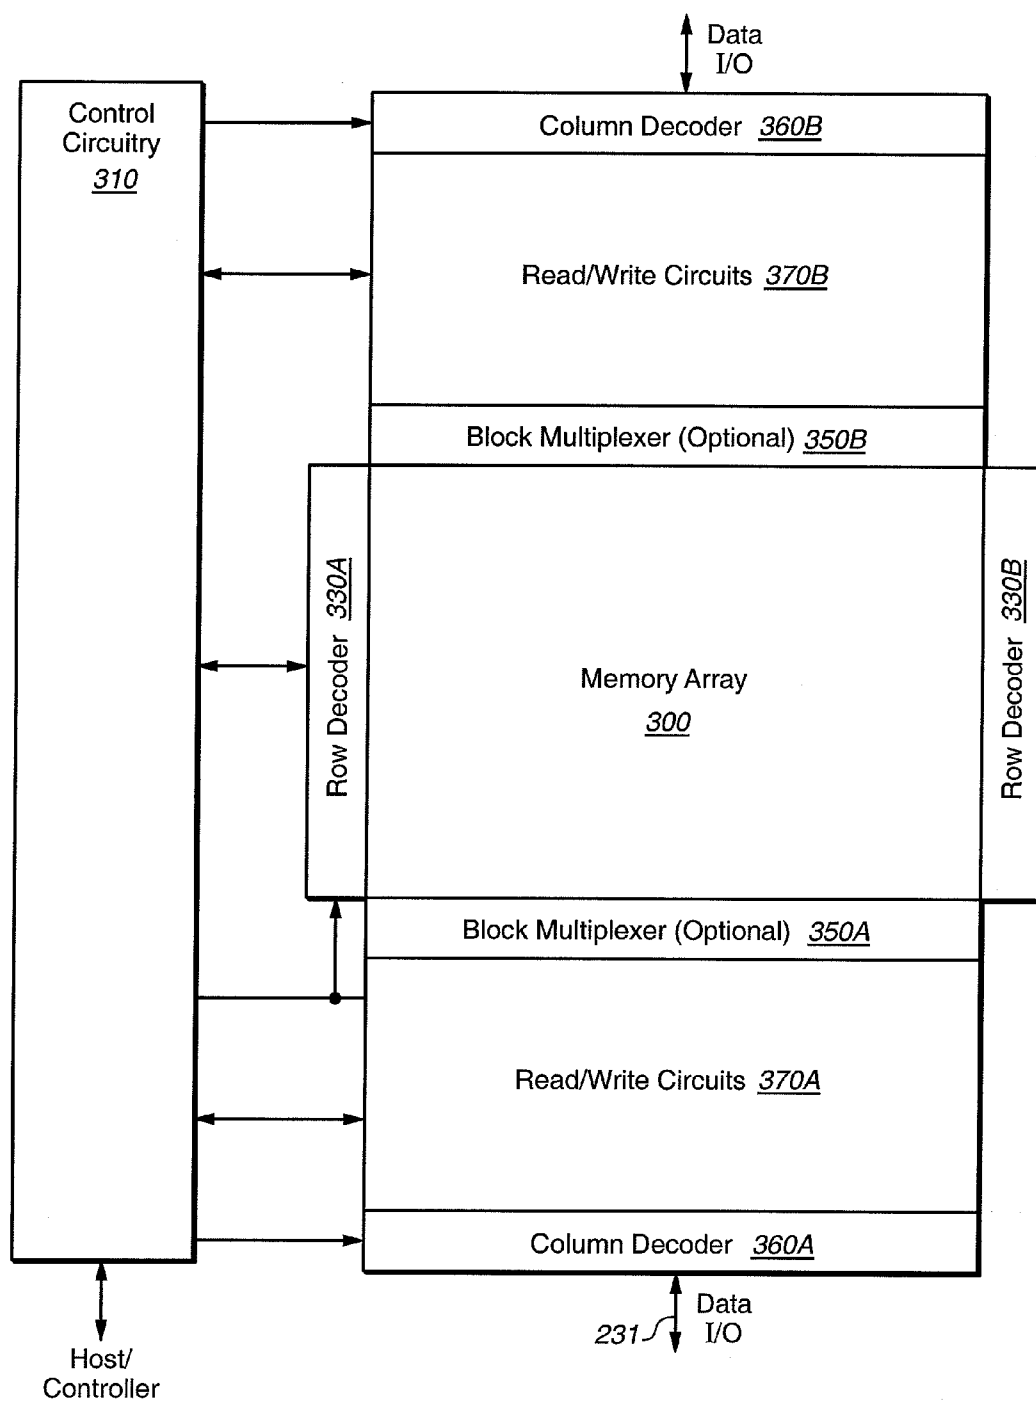 Data
I/O
Control
Circuitry
310
Column Decoder 360B
Read/Write Circuits 370B
Block Multiplexer (Optional) 350B
Row Decoder 330A
Memory Array
300
Row Decoder 330B
Block Multiplexer (Optional) 350A
Read/Write Circuits 370A
Column Decoder 360A
231
Data
I/O
Host/
Controller